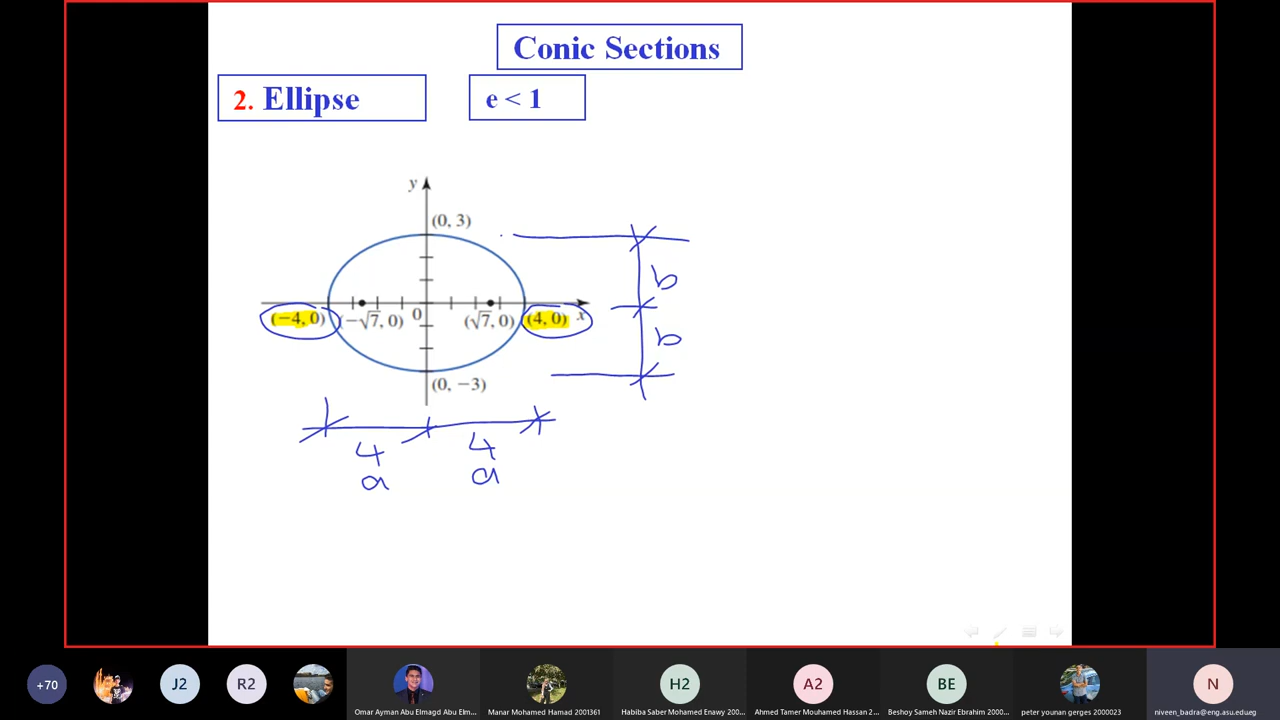 Conic Sections
2. Ellipse
e < 1
y
(0, 3)
b
(−4, 0) (−√7, 0) 0 (√7, 0) (4, 0) x
b
(0, −3)
4 4
a a
+70 J2 R2 H2 A2 BE N
Omar Ayman Abu Elmagd Abu Elm... Manar Mohamed Hamad 2001361 Habiba Saber Mohamed Enawy 200... Ahmed Tamer Mouhamed Hassan 2... Beshoy Sameh Nazir Ebrahim 2000... peter younan gerges 2000023 niveen_badra@eng.asu.edu.eg